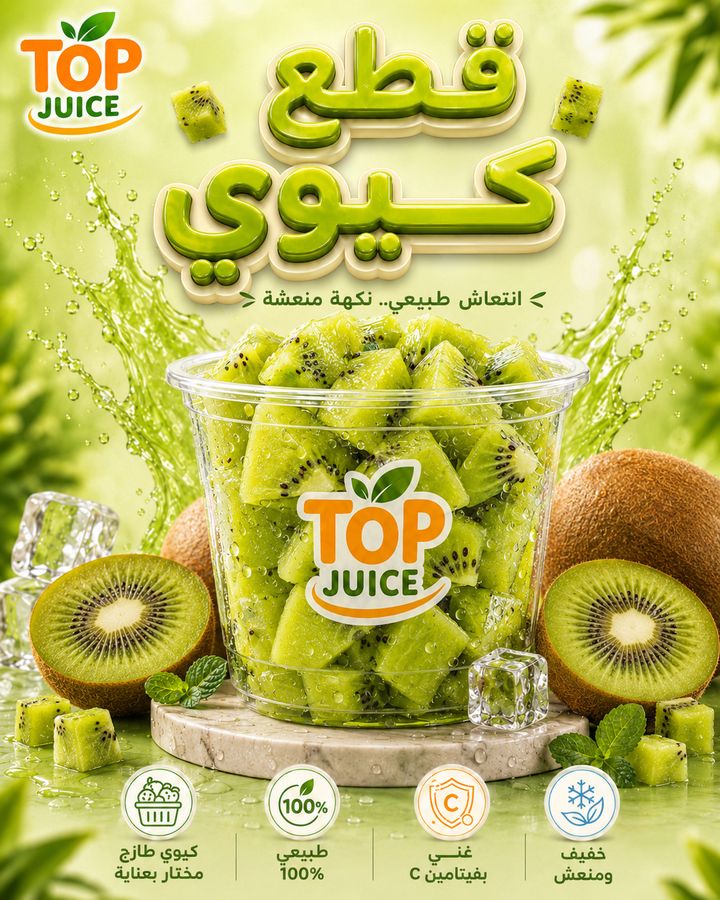 TOP
JUICE
قطع
كيوي
انتعاش طبيعي.. نكهة منعشة
TOP
JUICE
خفيف
ومنعش
C
غني
بفيتامين C
100%
طبيعي
100%
كيوي طازج
مختار بعناية